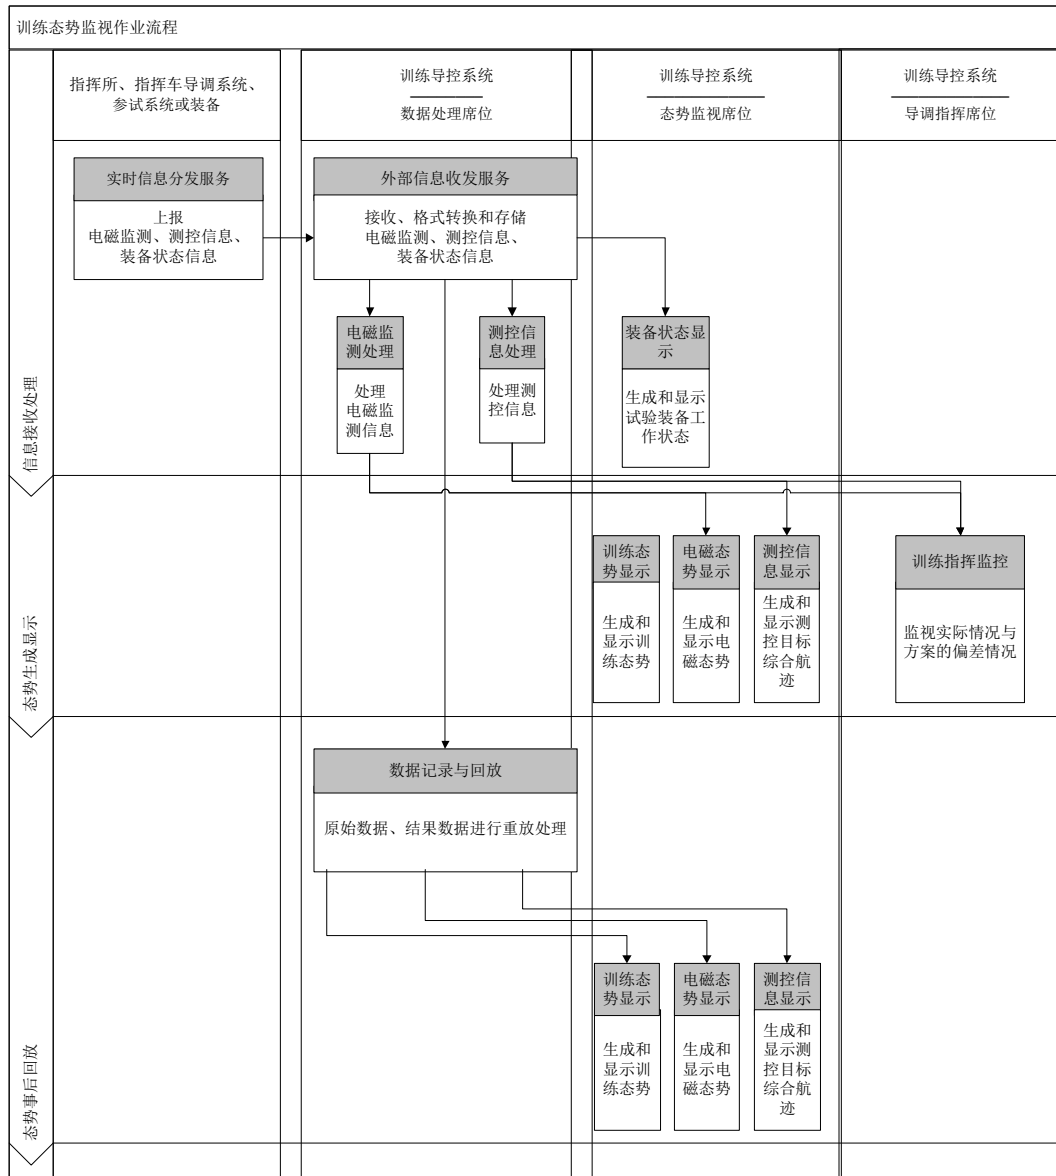 训练态势监视作业流程
指挥所、指挥车导调系统、
参试系统或装备
训练导控系统
数据处理席位
训练导控系统
态势监视席位
训练导控系统
导调指挥席位
信息接收处理
实时信息分发服务
上报
电磁监测、测控信息、
装备状态信息
外部信息收发服务
接收、格式转换和存储
电磁监测、测控信息、
装备状态信息
电磁监
测处理
处理
电磁监
测信息
测控信
息处理
处理测
控信息
装备状态显
示
生成和显示
试验装备工
作状态
态势生成显示
训练态
势显示
生成和
显示训
练态势
电磁态
势显示
生成和
显示电
磁态势
测控信
息显示
生成和
显示测
控目标
综合航
迹
训练指挥监控
监视实际情况与
方案的偏差情况
态势事后回放
数据记录与回放
原始数据、结果数据进行重放处理
训练态
势显示
生成和
显示训
练态势
电磁态
势显示
生成和
显示电
磁态势
测控信
息显示
生成和
显示测
控目标
综合航
迹